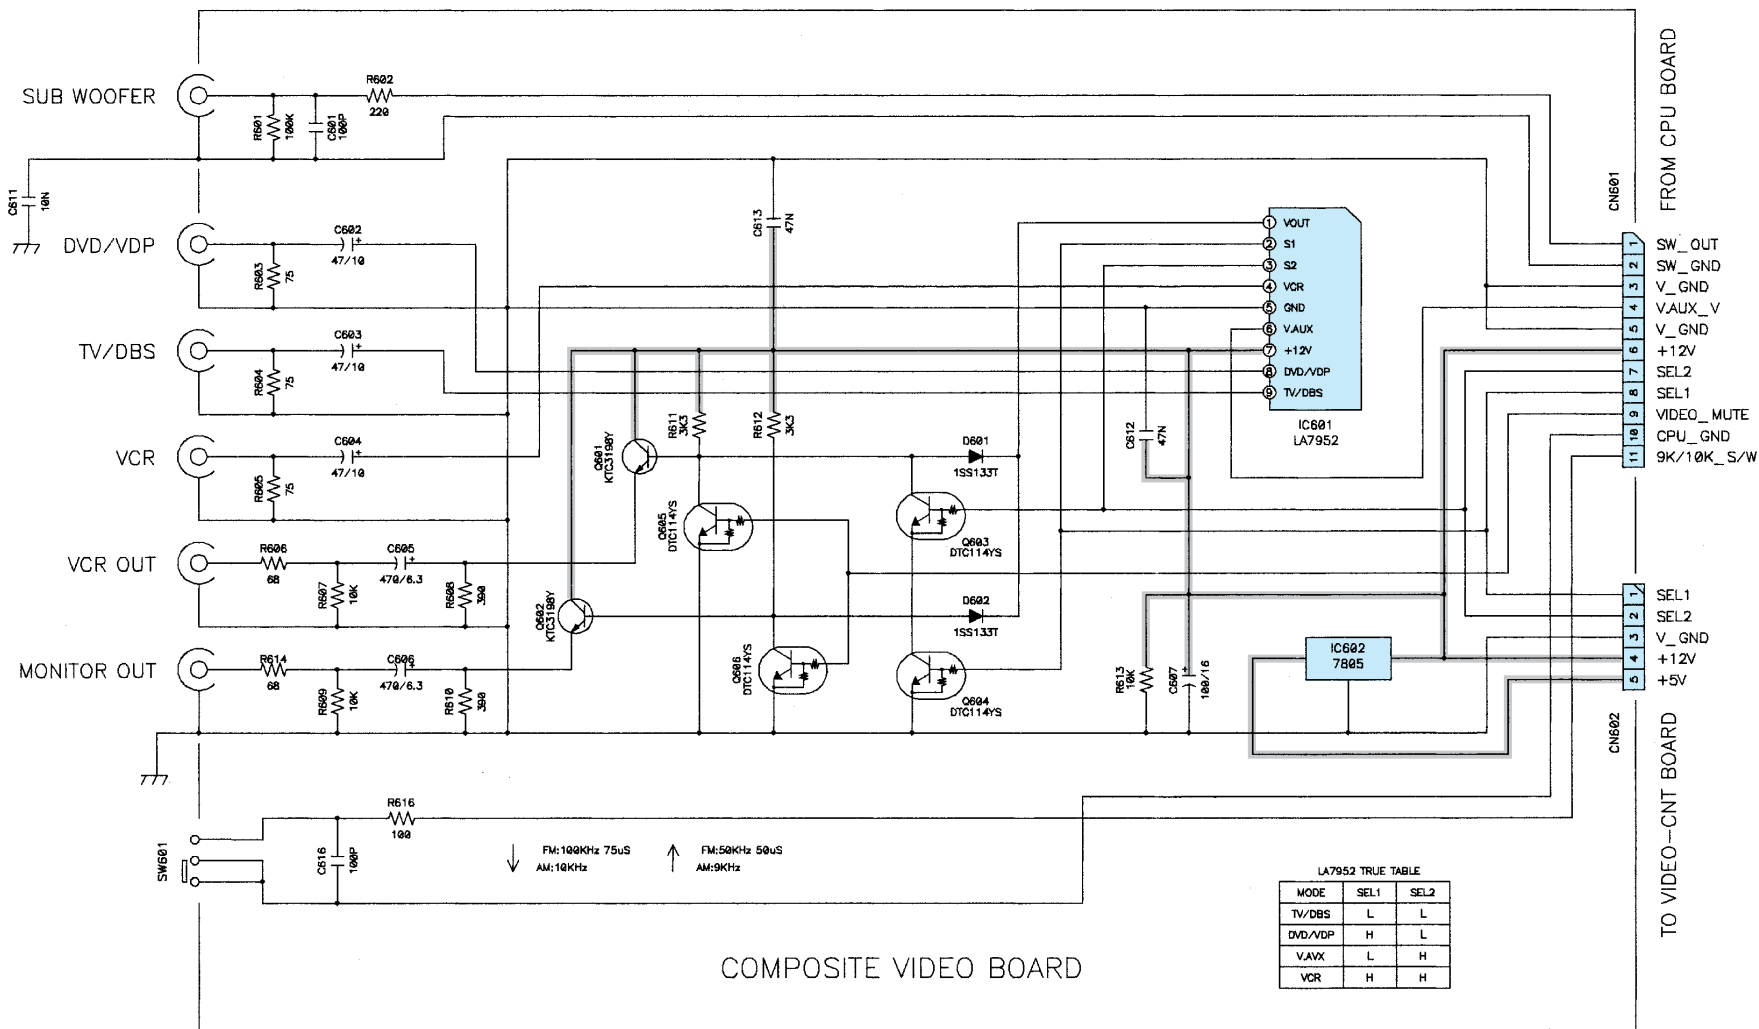 SUB WOOFER
R601
100K
C601
100P
R602
220
C611
10N
DVD/VDP
R603
75
C602
47/10
TV/DBS
R604
75
C603
47/10
VCR
R605
75
C604
47/10
VCR OUT
R606
68
R607
10K
C605
470/6.3
R608
390
MONITOR OUT
R614
68
R609
10K
C606
470/6.3
R610
390
C613
47N
Q601
KTC3198Y
Q602
KTC3198Y
R611
3K3
R612
3K3
Q605
DTC114YS
Q606
DTC114YS
D601
1SS133T
Q603
DTC114YS
D602
1SS133T
Q604
DTC114YS
1 VOUT
2 S1
3 S2
4 VCR
5 GND
6 V.AUX
7 +12V
8 DVD/VDP
9 TV/DBS
IC601
LA7952
C612
47N
R613
10K
C607
100/16
IC602
7805
FROM CPU BOARD
CN601
1 SW_OUT
2 SW_GND
3 V_GND
4 V.AUX_V
5 V_GND
6 +12V
7 SEL2
8 SEL1
9 VIDEO_MUTE
10 CPU_GND
11 9K/10K_S/W
1 SEL1
2 SEL2
3 V_GND
4 +12V
5 +5V
CN602
TO VIDEO-CNT BOARD
SW601
C616
100P
R616
100
FM:100KHz 75uS
AM:10KHz
FM:50KHz 50uS
AM:9KHz
LA7952 TRUE TABLE
MODE SEL1 SEL2
TV/DBS L L
DVD/VDP H L
V.AVX L H
VCR H H
COMPOSITE VIDEO BOARD